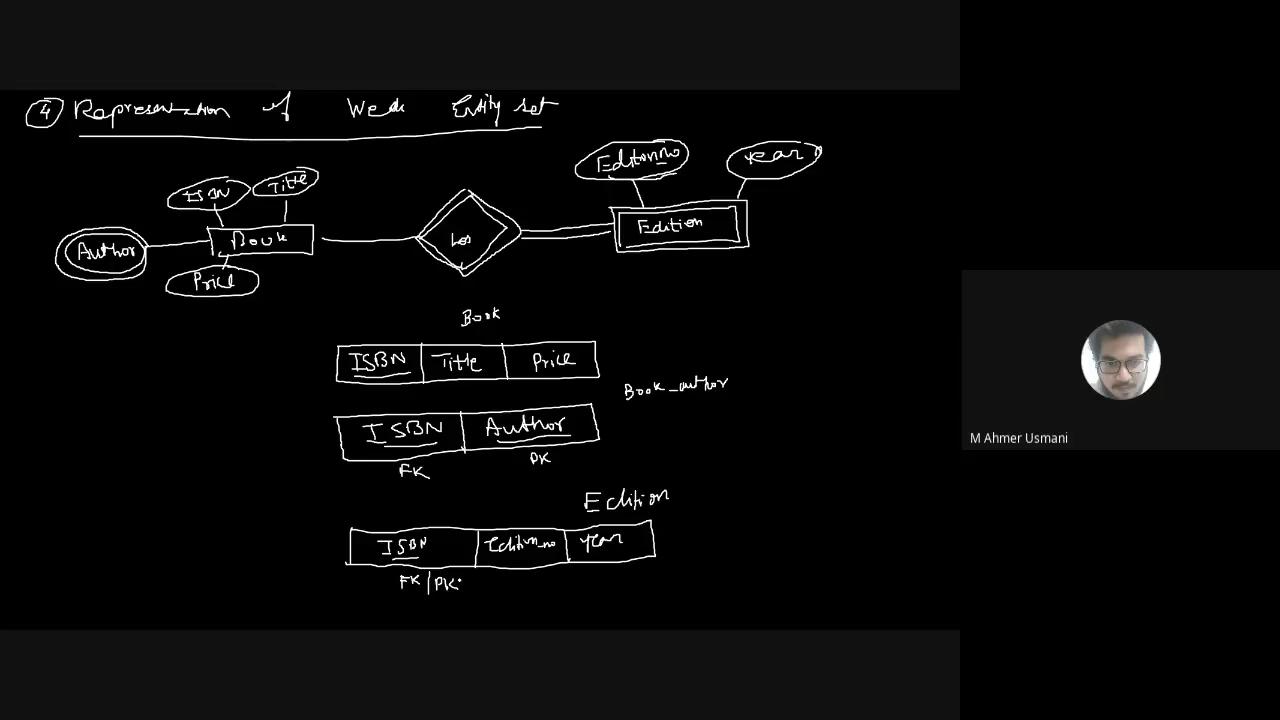 4 Representation of Weak Entity set
Edition no Year
ISBN Title
Author Book has Edition
Price
Book
ISBN Title Price
Book_author
ISBN Author
FK PK
Edition
ISBN Edition_no Year
FK/PK
M Ahmer Usmani